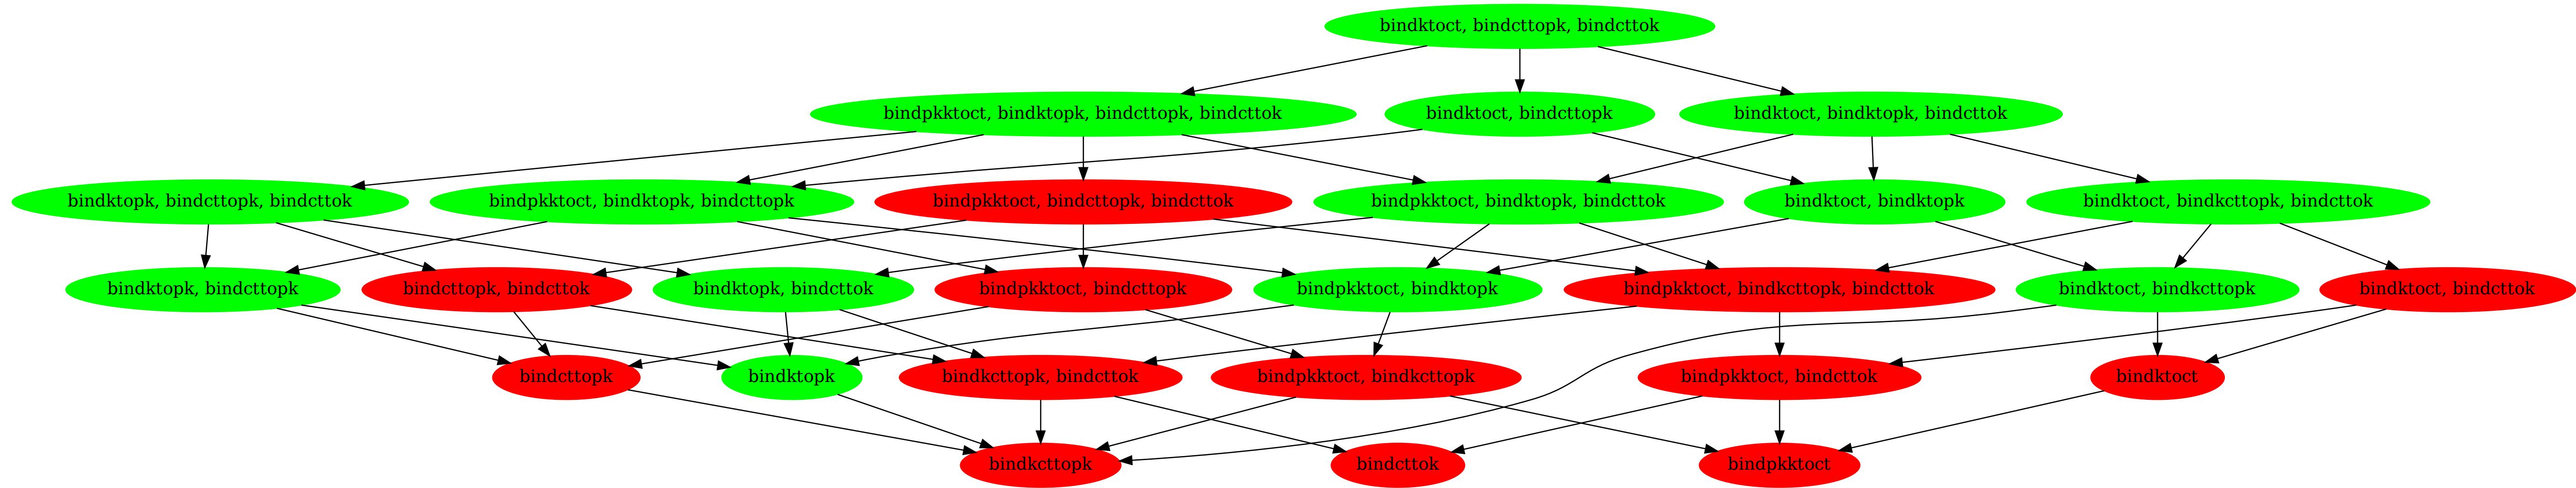 bindktoct, bindcttopk, bindcttok
bindpkktoct, bindktopk, bindcttopk, bindcttok
bindktoct, bindcttopk
bindktoct, bindktopk, bindcttok
bindktopk, bindcttopk, bindcttok
bindpkktoct, bindktopk, bindcttopk
bindpkktoct, bindcttopk, bindcttok
bindpkktoct, bindktopk, bindcttok
bindktoct, bindktopk
bindktoct, bindkcttopk, bindcttok
bindktopk, bindcttopk
bindcttopk, bindcttok
bindktopk, bindcttok
bindpkktoct, bindcttopk
bindpkktoct, bindktopk
bindpkktoct, bindkcttopk, bindcttok
bindktoct, bindkcttopk
bindktoct, bindcttok
bindcttopk
bindktopk
bindkcttopk, bindcttok
bindpkktoct, bindkcttopk
bindpkktoct, bindcttok
bindktoct
bindkcttopk
bindcttok
bindpkktoct